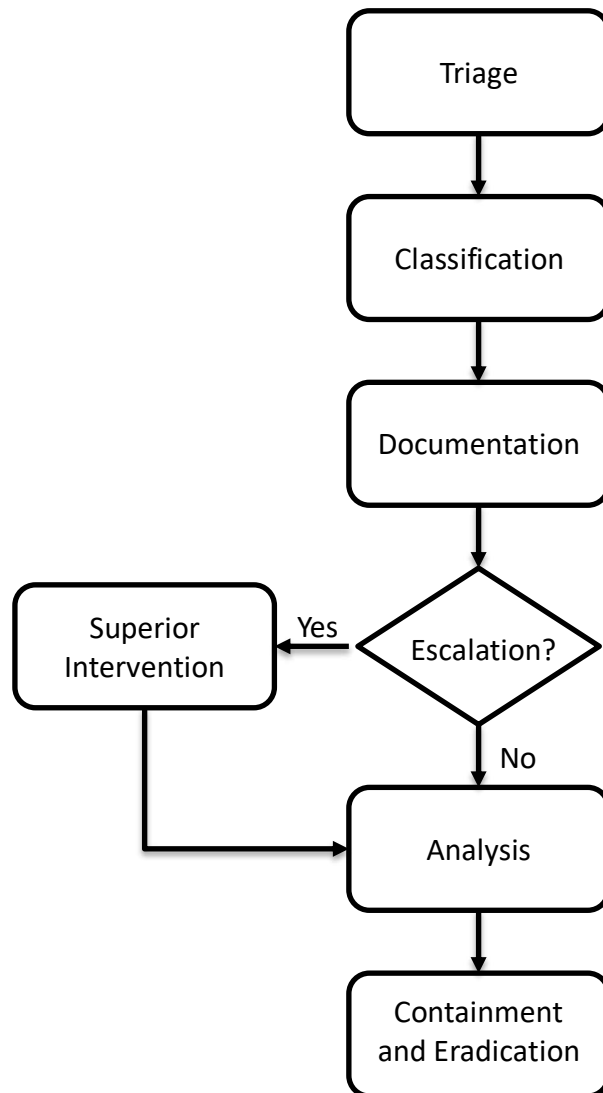 Triage
Classification
Documentation
Escalation?
Yes
Superior
Intervention
No
Analysis
Containment
and Eradication